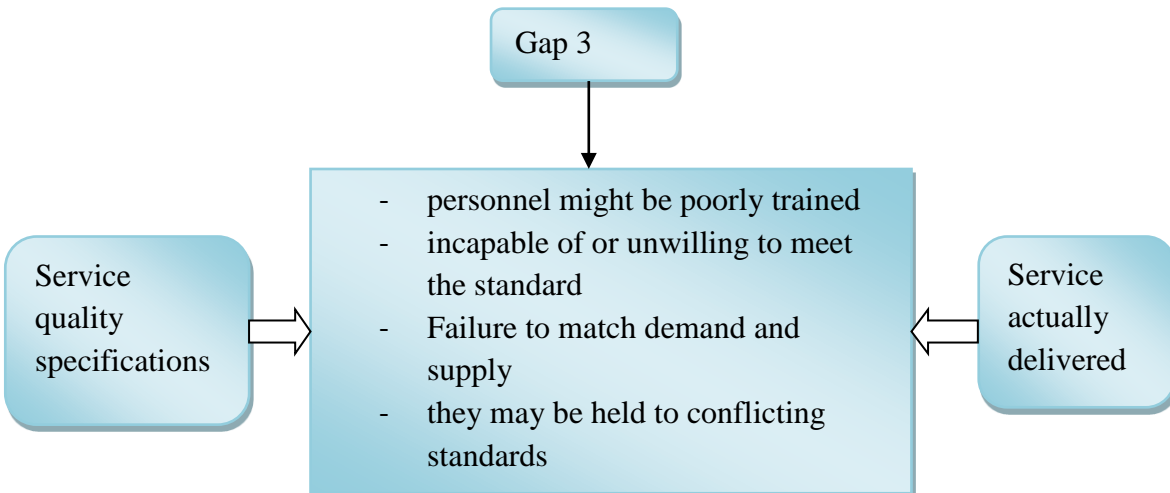 Gap 3
- personnel might be poorly trained
- incapable of or unwilling to meet
the standard
- Failure to match demand and
supply
- they may be held to conflicting
standards
Service
quality
specifications
Service
actually
delivered